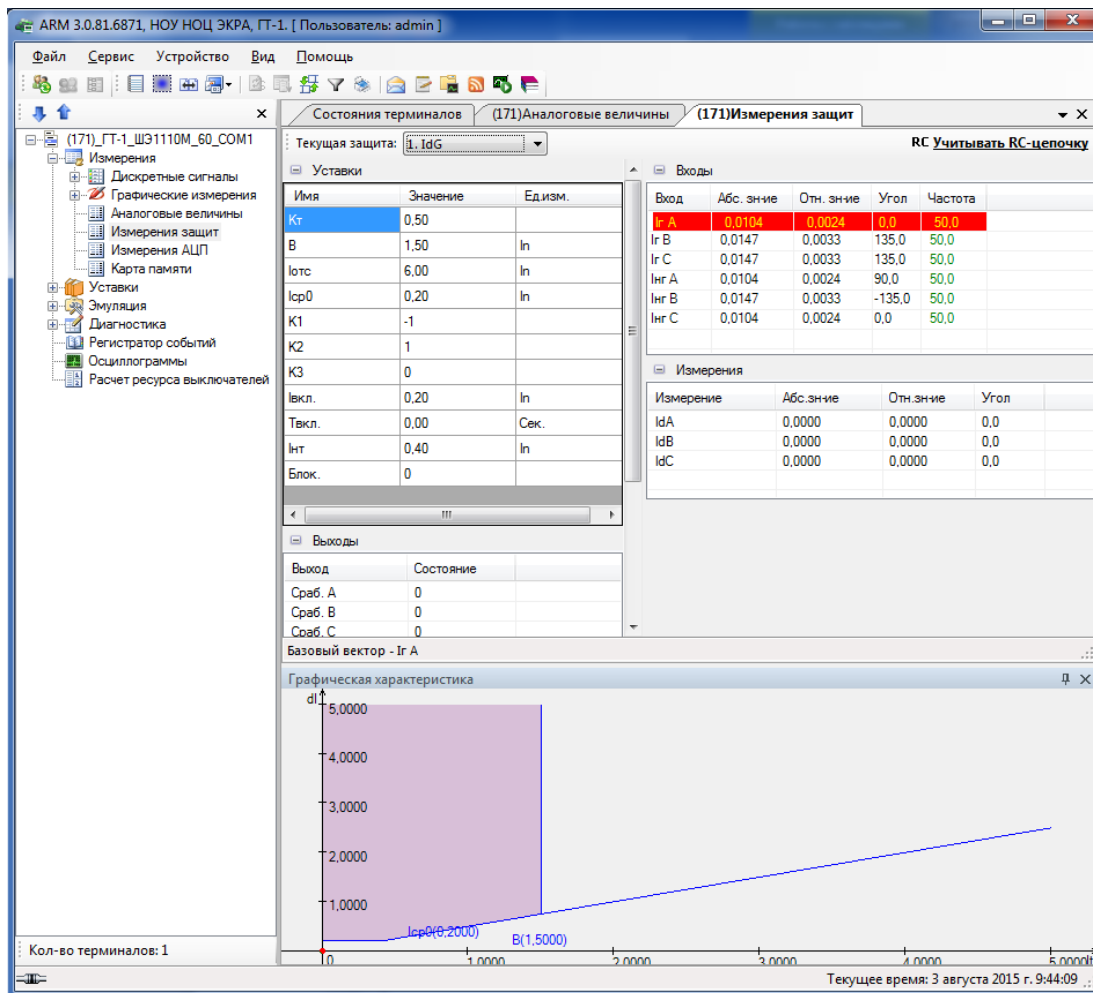 ARM 3.0.81.6871, НОУ НОЦ ЭКРА, ГТ-1. [ Пользователь: admin ]
Файл Сервис Устройство Вид Помощь
(171)_ГТ-1_ШЭ1110М_60_COM1
Измерения
Дискретные сигналы
Графические измерения
Аналоговые величины
Измерения защит
Измерения АЦП
Карта памяти
Уставки
Эмуляция
Диагностика
Регистратор событий
Осциллограммы
Расчет ресурса выключателей
Кол-во терминалов: 1
Состояния терминалов (171)Аналоговые величины (171)Измерения защит
Текущая защита: 1. IdG RC Учитывать RC-цепочку
Уставки
Имя Значение Ед.изм.
Кт 0,50
В 1,50 In
Iотс 6,00 In
Iср0 0,20 In
K1 -1
K2 1
K3 0
Iвкл. 0,20 In
Tвкл. 0,00 Сек.
Iнт 0,40 In
Блок. 0
Выходы
Выход Состояние
Сраб. A 0
Сраб. B 0
Сраб. C 0
Входы
Вход Абс. зн-ие Отн. зн-ие Угол Частота
Iг A 0,0104 0,0024 0,0 50,0
Iг B 0,0147 0,0033 135,0 50,0
Iг C 0,0147 0,0033 135,0 50,0
Iнг A 0,0104 0,0024 90,0 50,0
Iнг B 0,0147 0,0033 -135,0 50,0
Iнг C 0,0104 0,0024 0,0 50,0
Измерения
Измерение Абс.зн-ие Отн.зн-ие Угол
IdA 0,0000 0,0000 0,0
IdB 0,0000 0,0000 0,0
IdC 0,0000 0,0000 0,0
Базовый вектор - Iг A
Графическая характеристика
dI
5,0000
4,0000
3,0000
2,0000
1,0000
Iср0(0,2000)
B(1,5000)
0 1,0000 2,0000 3,0000 4,0000 5,0000It
Текущее время: 3 августа 2015 г. 9:44:09